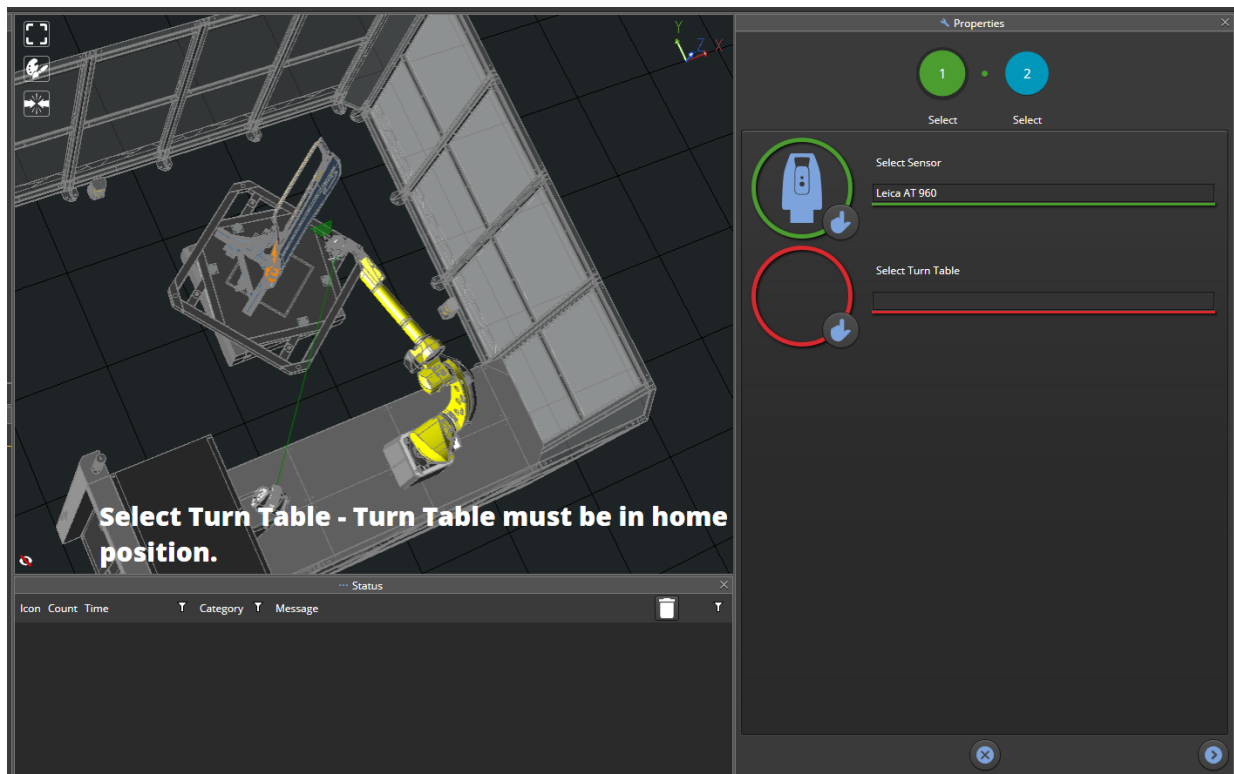 Y
Z
X
Select Turn Table - Turn Table must be in home
position.
Status
Icon Count Time Category Message
Properties
1
2
Select
Select
Select Sensor
Leica AT 960
Select Turn Table